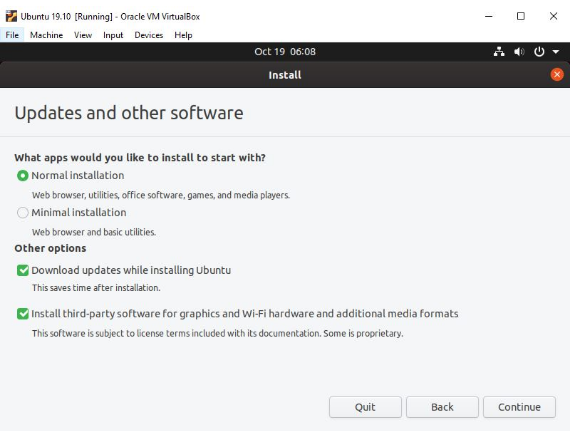 Ubuntu 19.10 [Running] - Oracle VM VirtualBox
File Machine View Input Devices Help
Oct 19 06:08
Install
Updates and other software
What apps would you like to install to start with?
Normal installation
Web browser, utilities, office software, games, and media players.
Minimal installation
Web browser and basic utilities.
Other options
Download updates while installing Ubuntu
This saves time after installation.
Install third-party software for graphics and Wi-Fi hardware and additional media formats
This software is subject to license terms included with its documentation. Some is proprietary.
Quit Back Continue